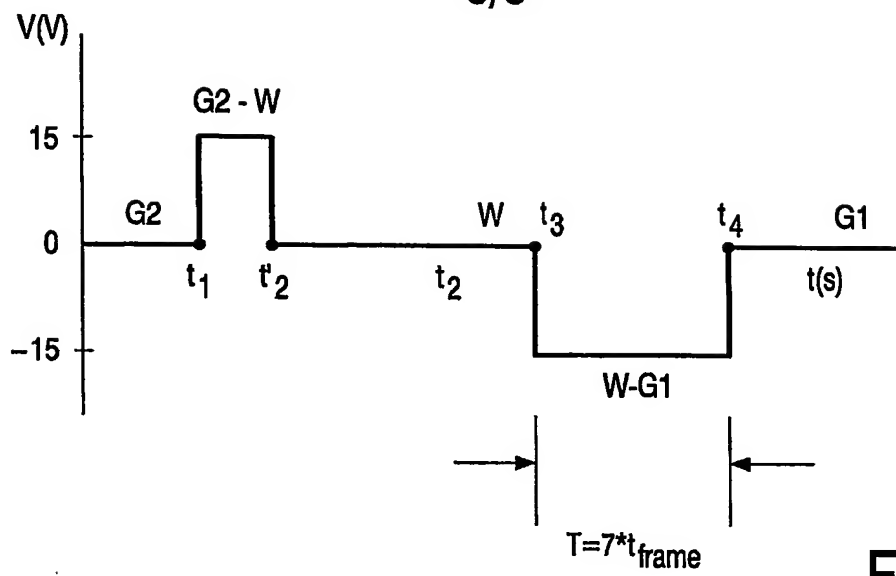 V(V)
G2 - W
15
G2
W
t3
t4
G1
0
t1
t'2
t2
t(s)
-15
W-G1
T=7*tframe